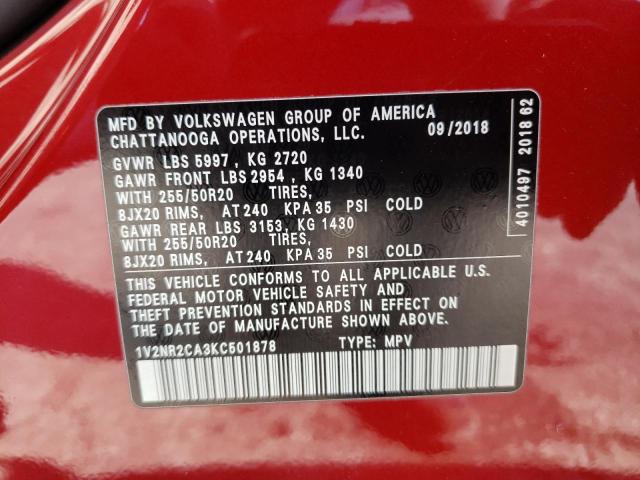 MFD BY VOLKSWAGEN GROUP OF AMERICA
CHATTANOOGA OPERATIONS, LLC. 09/2018
GVWR LBS 5997 , KG 2720
GAWR FRONT LBS 2954 , KG 1340
WITH 255/50R20 TIRES,
8JX20 RIMS, AT 240 KPA 35 PSI COLD
GAWR REAR LBS 3153, KG 1430
WITH 255/50R20 TIRES,
8JX20 RIMS, AT 240 KPA 35 PSI COLD
THIS VEHICLE CONFORMS TO ALL APPLICABLE U.S.
FEDERAL MOTOR VEHICLE SAFETY AND
THEFT PREVENTION STANDARDS IN EFFECT ON
THE DATE OF MANUFACTURE SHOWN ABOVE.
1V2NR2CA3KC501878 TYPE: MPV
4010497 2018 62